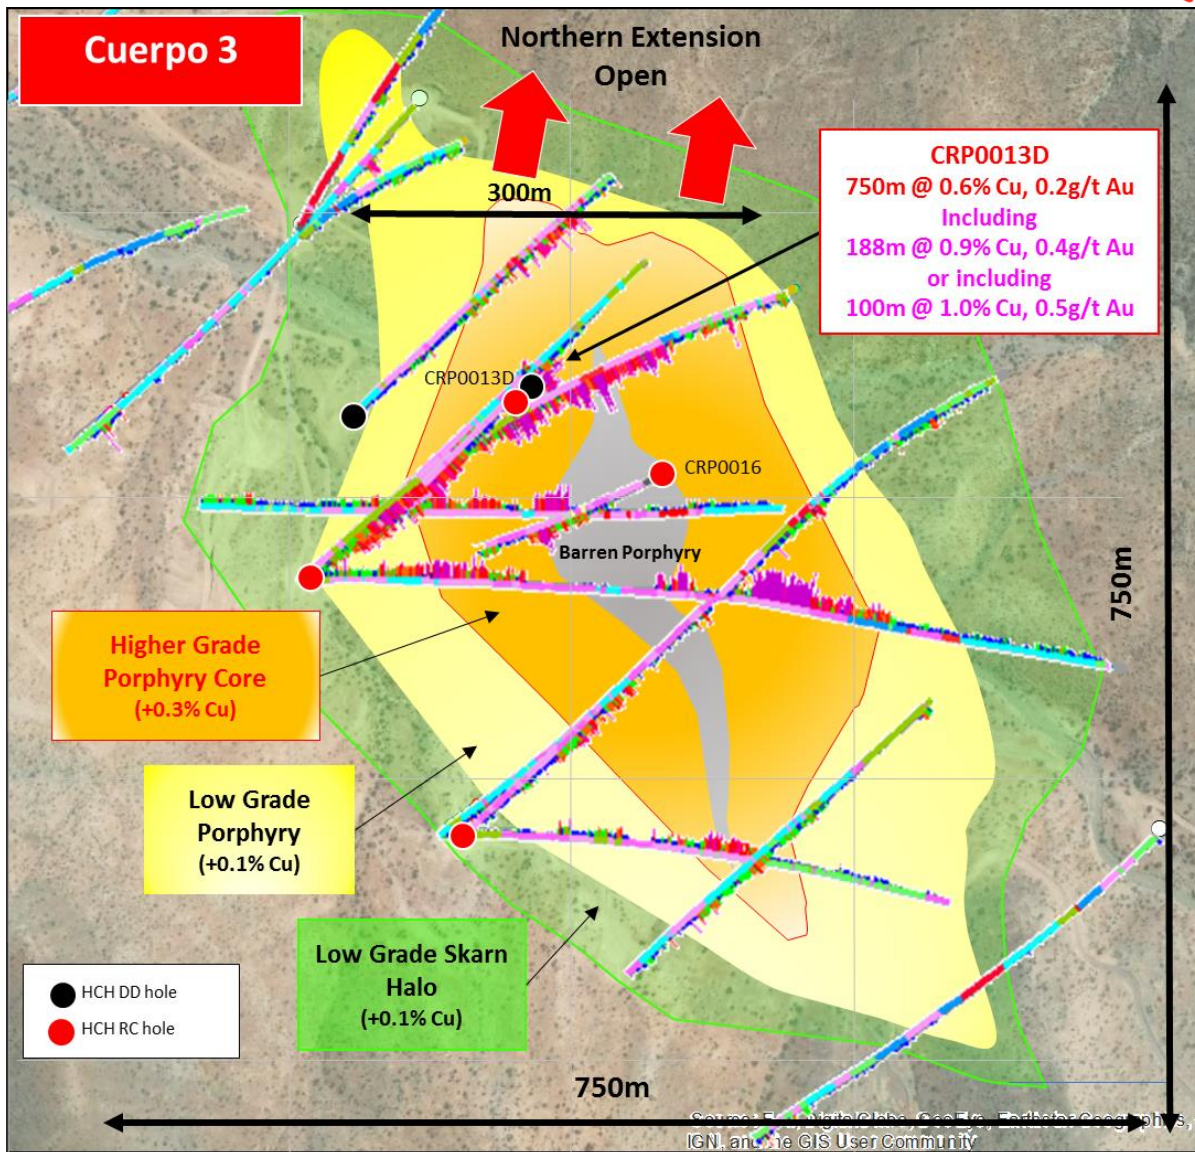 Cuerpo 3
Northern Extension
Open
300m
CRP0013D
750m @ 0.6% Cu, 0.2g/t Au
Including
188m @ 0.9% Cu, 0.4g/t Au
or including
100m @ 1.0% Cu, 0.5g/t Au
CRP0013D
CRP0016
Barren Porphyry
750m
Higher Grade
Porphyry Core
(+0.3% Cu)
Low Grade
Porphyry
(+0.1% Cu)
Low Grade Skarn
Halo
(+0.1% Cu)
HCH DD hole
HCH RC hole
750m
GeoEye, Earthstar Geographics,
IGN, and the GIS User Community